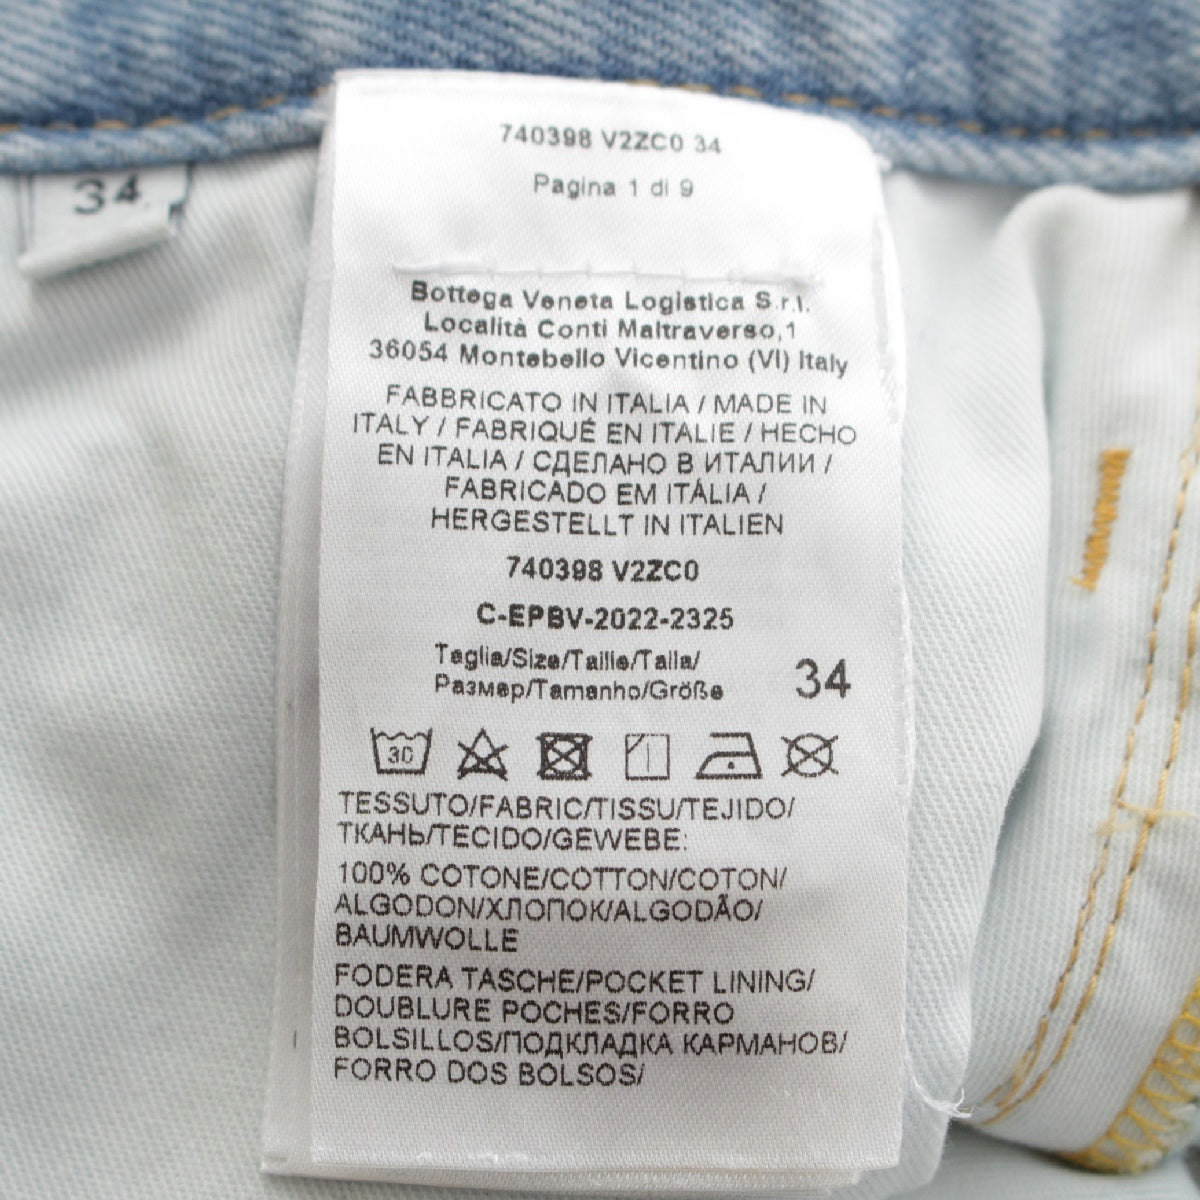 740398 V2ZC0 34
Pagina 1 di 9
34
Bottega Veneta Logistica S.r.l.
Località Conti Maltraverso,1
36054 Montebello Vicentino (VI) Italy
FABBRICATO IN ITALIA / MADE IN
ITALY / FABRIQUÉ EN ITALIE / HECHO
EN ITALIA / СДЕЛАНО В ИТАЛИИ /
FABRICADO EM ITÁLIA /
HERGESTELLT IN ITALIEN
740398 V2ZC0
C-EPBV-2022-2325
Taglia/Size/Taille/Talla/
Размер/Tamanho/Größe 34
30
TESSUTO/FABRIC/TISSU/TEJIDO/
ТКАНЬ/TECIDO/GEWEBE:
100% COTONE/COTTON/COTON/
ALGODON/ХЛОПОК/ALGODÃO/
BAUMWOLLE
FODERA TASCHE/POCKET LINING/
DOUBLURE POCHES/FORRO
BOLSILLOS/ПОДКЛАДКА КАРМАНОВ/
FORRO DOS BOLSOS/